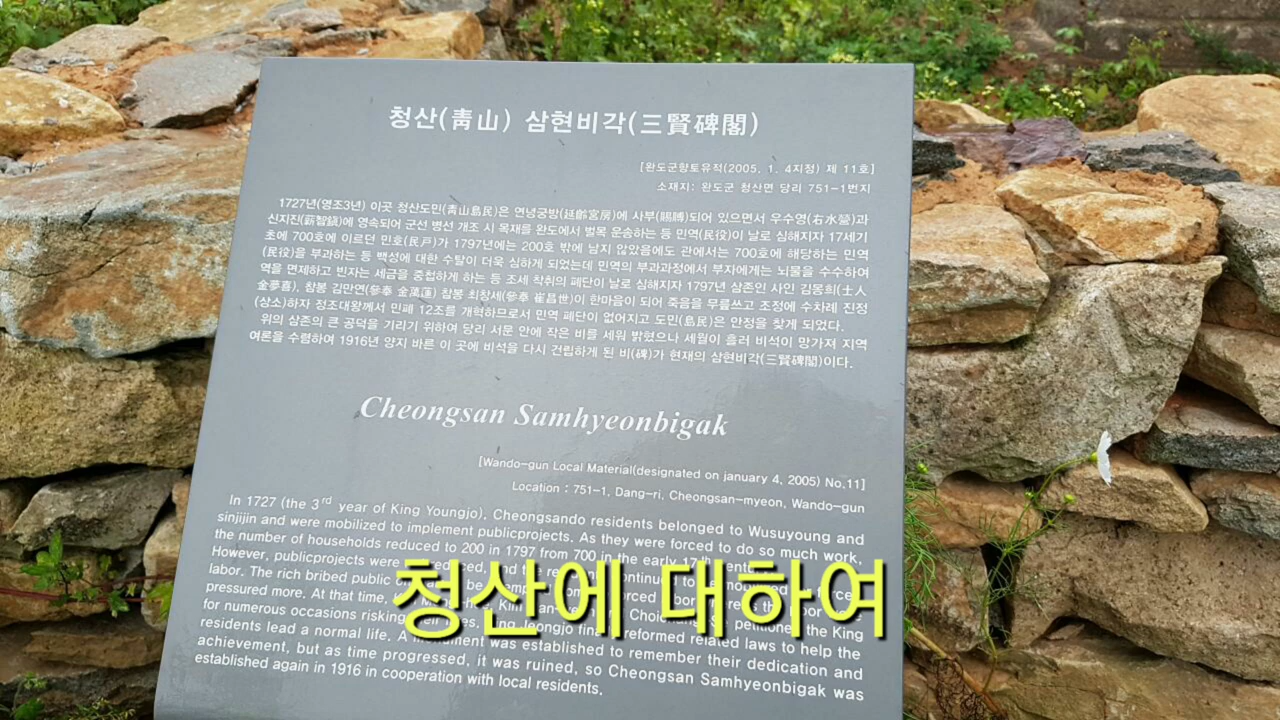 청산(靑山) 삼현비각(三賢碑閣)
[완도군향토유적(2005. 1. 4지정) 제 11호]
소재지: 완도군 청산면 당리 751-1번지
1727년(영조3년) 이곳 청산도민(靑山島民)은 연녕궁방(延齡宮房)에 사부(賜賻)되어 있으면서 우수영(右水營)과
신지진(薪智鎭)에 영속되어 군선 병선 개조 시 목재를 완도에서 벌목 운송하는 등 민역(民役)이 날로 심해지자 17세기
초에 700호에 이르던 민호(民戶)가 1797년에는 200호 밖에 남지 않았음에도 관에서는 700호에 해당하는 민역
(民役)을 부과하는 등 백성에 대한 수탈이 더욱 심하게 되었는데 민역의 부과과정에서 부자에게는 뇌물을 수수하여
역을 면제하고 빈자는 세금을 중첩하게 하는 등 조세 착취의 폐단이 날로 심해지자 1797년 삼존인 사인 김몽희(士人
金夢喜), 참봉 김만연(參奉 金萬蓮) 참봉 최창세(參奉 崔昌世)이 한마음이 되어 죽음을 무릎쓰고 조정에 수차례 진정
(상소)하자 정조대왕께서 민폐 12조를 개혁하므로서 민역 폐단이 없어지고 도민(島民)은 안정을 찾게 되었다.
위의 삼존의 큰 공덕을 기리기 위하여 당리 서문 안에 작은 비를 세워 밝혔으나 세월이 흘러 비석이 망가져 지역
여론을 수렴하여 1916년 양지 바른 이 곳에 비석을 다시 건립하게 된 비(碑)가 현재의 삼현비각(三賢碑閣)이다.
Cheongsan Samhyeonbigak
[Wando-gun Local Material(designated on january 4, 2005) No.11]
Location : 751-1, Dang-ri, Cheongsan-myeon, Wando-gun
In 1727 (the 3rd year of King Youngjo), Cheongsando residents belonged to Wusuyoung and
sinjijin and were mobilized to implement publicprojects. As they were forced to do so much work,
the number of households reduced to 200 in 1797 from 700 in the early 17th
However, publicprojects were and the continued to
labor. The rich bribed public be
pressured more. At that time, petitioned the King
for numerous occasions risking Jeongjo reformed related laws to help the
residents lead a normal life. A was established to remember their dedication and
achievement, but as time progressed, it was ruined, so Cheongsan Samhyeonbigak was
established again in 1916 in cooperation with local residents.
청산에 대하여